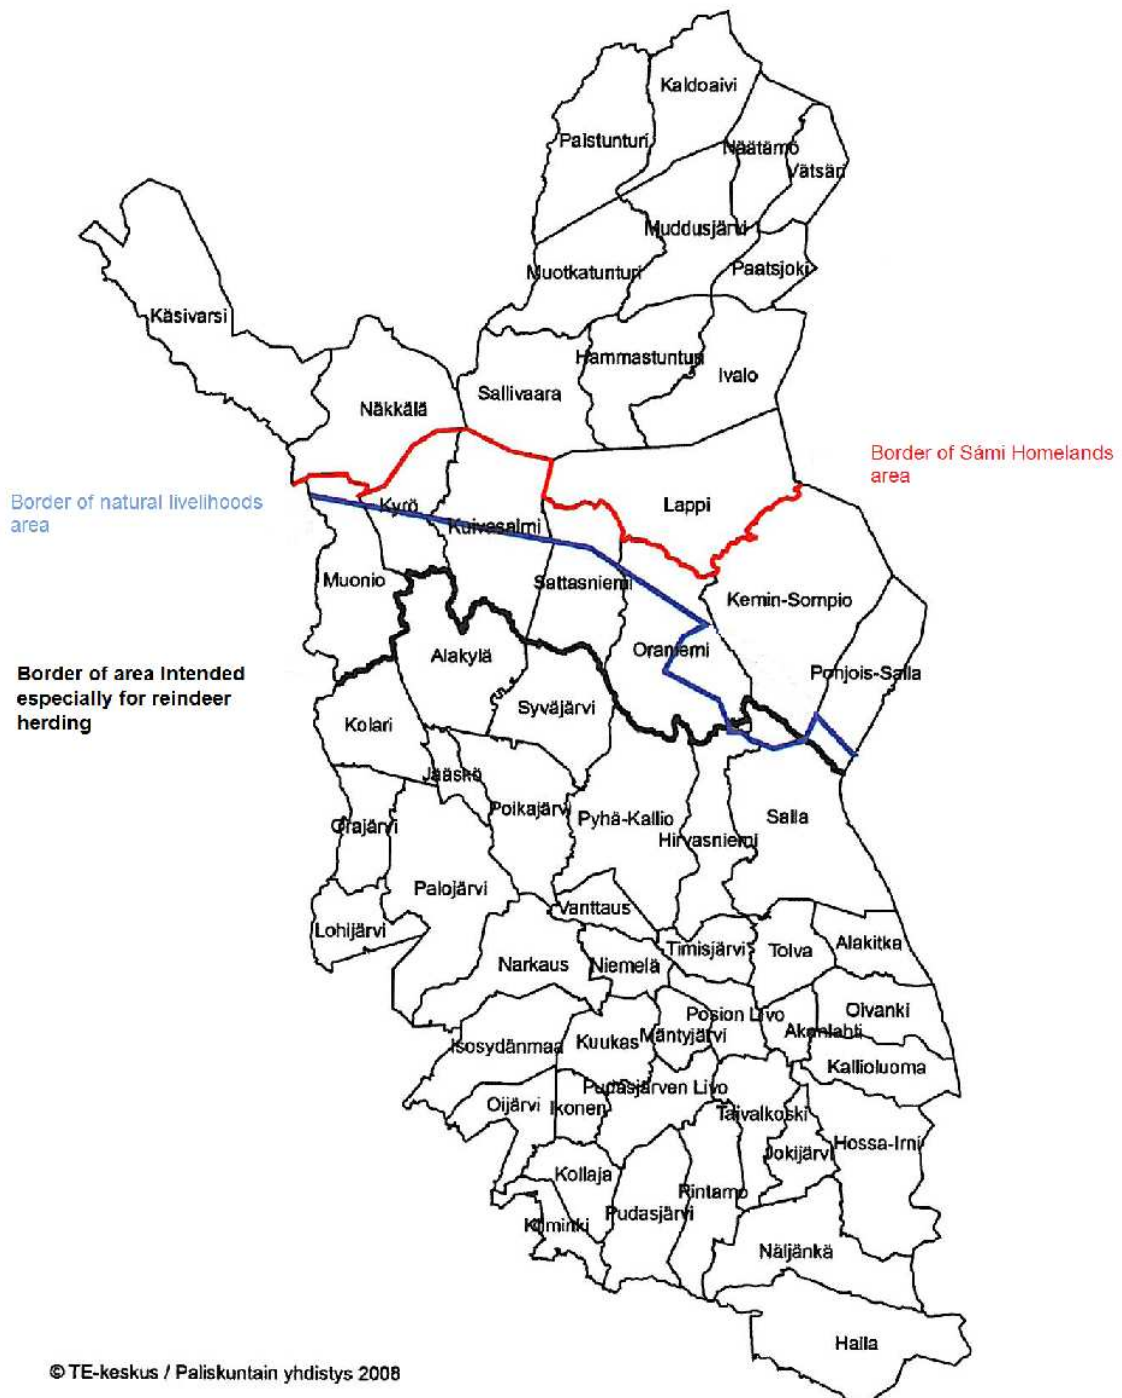 Kaldoaivi
Paistunturi
Näätämö
Vätsäri
Muddusjärvi
Muotkatunturi
Paatsjoki
Käsivarsi
Hammastunturi
Ivalo
Sallivaara
Näkkälä
Border of Sámi Homelands
area
Border of natural livelihoods
area
Kyrö
Lappi
Kuivasalmi
Muonio
Sattasniemi
Kemin-Sompio
Oraniemi
Alakylä
Pohjois-Salla
Border of area Intended
especially for reindeer
herding
Syväjärvi
Kolari
Jääskö
Poikajärvi
Pyhä-Kallio
Salla
Orajärvi
Hirvasniemi
Palojärvi
Vanttaus
Lohijärvi
Timisjärvi
Tolva
Alakitka
Narkaus
Niemelä
Oivanki
Posion Livo
Akanlahti
Isosydänmaa
Kuukas
Mäntyjärvi
Kallioluoma
Pudasjärven Livo
Oijärvi
Ikonen
Taivalkoski
Hossa-Irni
Jokijärvi
Kollaja
Pintamo
Pudasjärvi
Kiiminki
Näljänkä
Halla
© TE-keskus / Paliskuntain yhdistys 2008